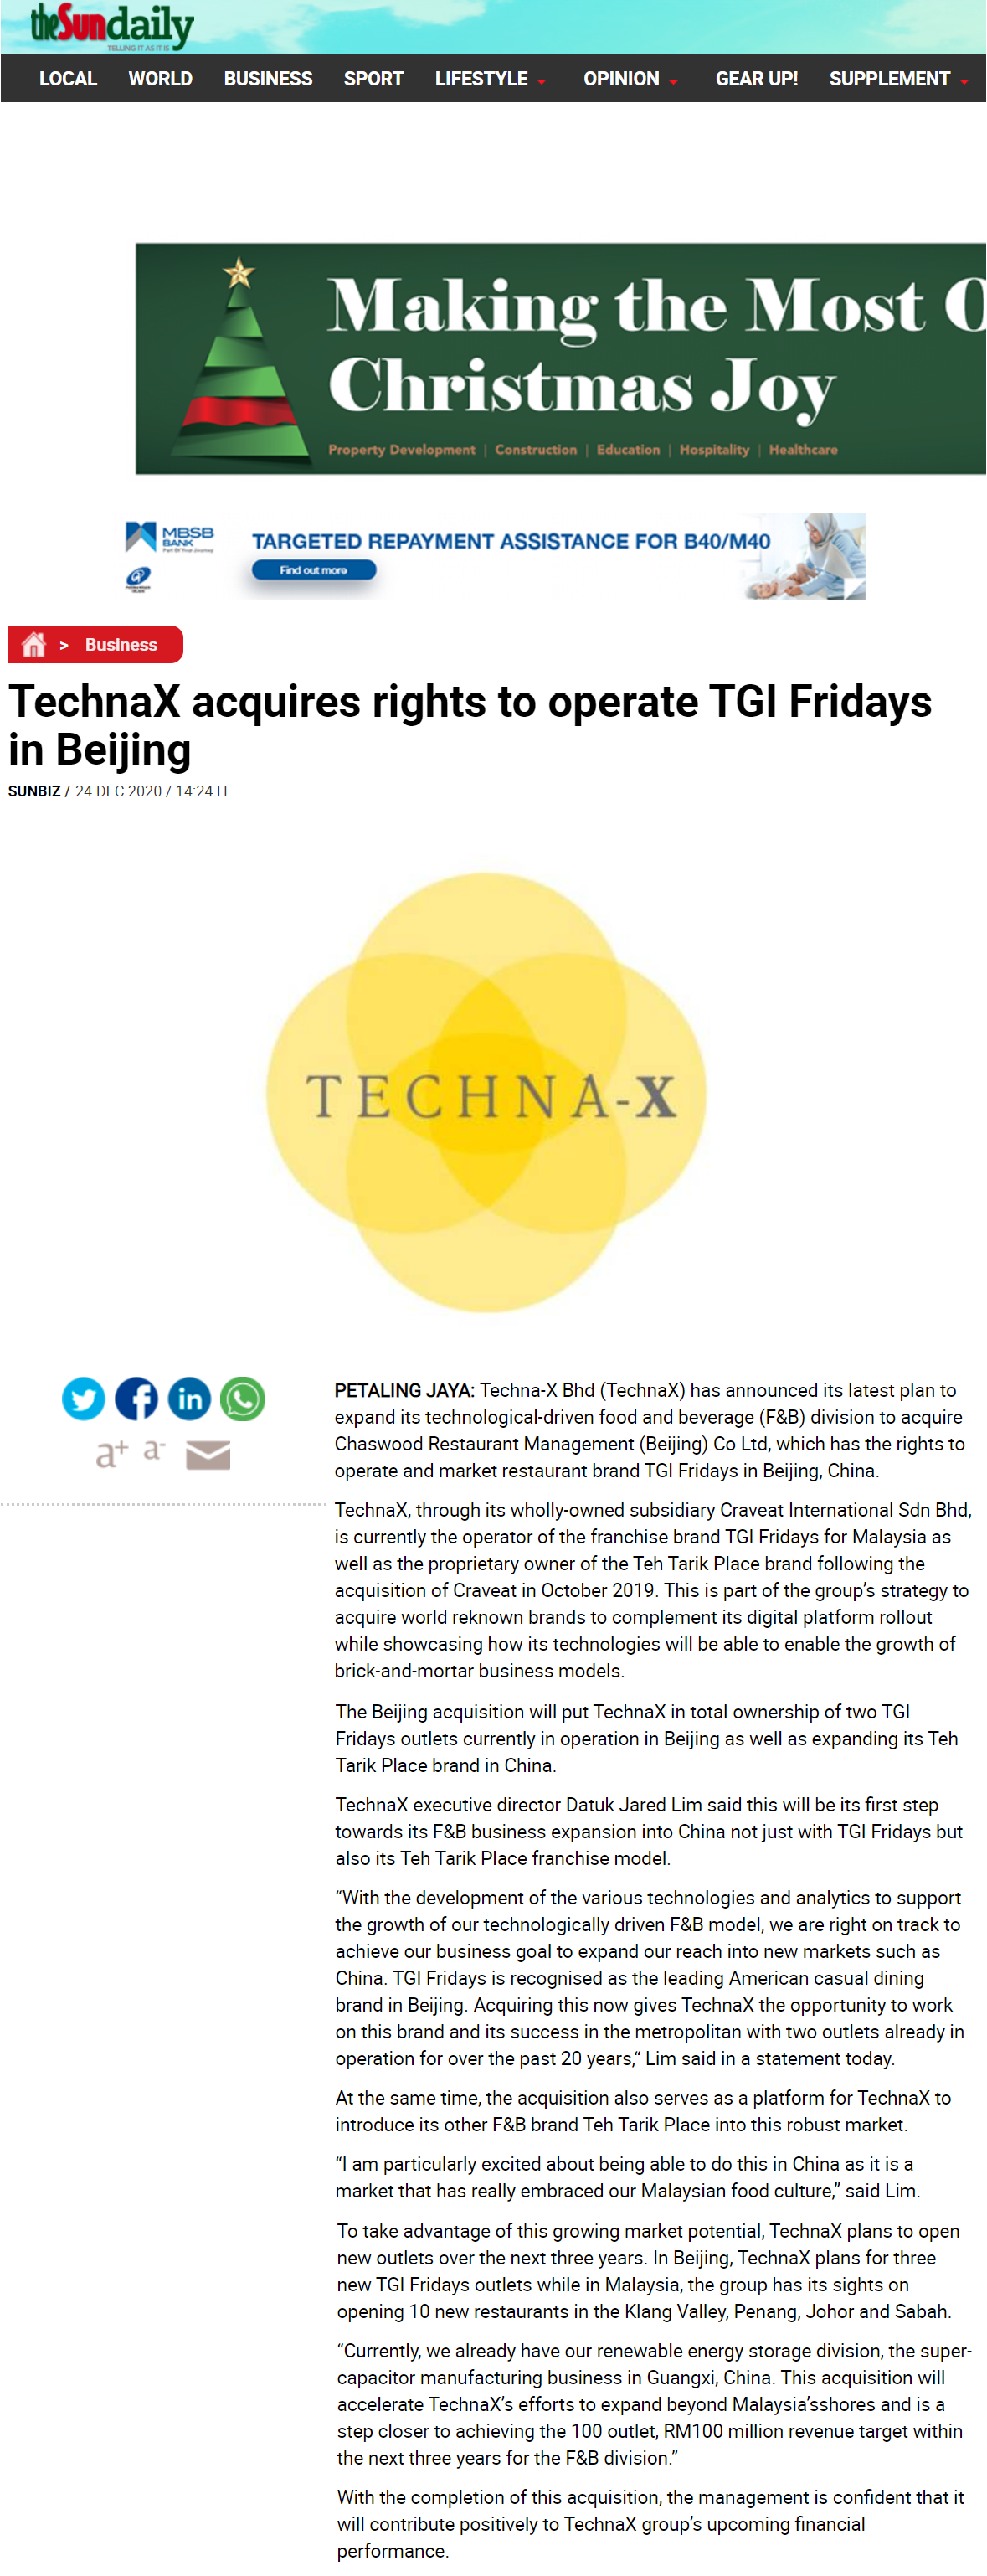 theSundaily
TELLING IT AS IT IS
LOCAL WORLD BUSINESS SPORT LIFESTYLE OPINION GEAR UP! SUPPLEMENT
Making the Most O
Christmas Joy
Property Development | Construction | Education | Hospitality | Healthcare
MBSB
BANK
Part Of Your Journey
TARGETED REPAYMENT ASSISTANCE FOR B40/M40
Find out more
> Business
TechnaX acquires rights to operate TGI Fridays
in Beijing
SUNBIZ / 24 DEC 2020 / 14:24 H.
TECHNA-X
a+ a-
PETALING JAYA: Techna-X Bhd (TechnaX) has announced its latest plan to
expand its technological-driven food and beverage (F&B) division to acquire
Chaswood Restaurant Management (Beijing) Co Ltd, which has the rights to
operate and market restaurant brand TGI Fridays in Beijing, China.
TechnaX, through its wholly-owned subsidiary Craveat International Sdn Bhd,
is currently the operator of the franchise brand TGI Fridays for Malaysia as
well as the proprietary owner of the Teh Tarik Place brand following the
acquisition of Craveat in October 2019. This is part of the group’s strategy to
acquire world reknown brands to complement its digital platform rollout
while showcasing how its technologies will be able to enable the growth of
brick-and-mortar business models.
The Beijing acquisition will put TechnaX in total ownership of two TGI
Fridays outlets currently in operation in Beijing as well as expanding its Teh
Tarik Place brand in China.
TechnaX executive director Datuk Jared Lim said this will be its first step
towards its F&B business expansion into China not just with TGI Fridays but
also its Teh Tarik Place franchise model.
“With the development of the various technologies and analytics to support
the growth of our technologically driven F&B model, we are right on track to
achieve our business goal to expand our reach into new markets such as
China. TGI Fridays is recognised as the leading American casual dining
brand in Beijing. Acquiring this now gives TechnaX the opportunity to work
on this brand and its success in the metropolitan with two outlets already in
operation for over the past 20 years,“ Lim said in a statement today.
At the same time, the acquisition also serves as a platform for TechnaX to
introduce its other F&B brand Teh Tarik Place into this robust market.
“I am particularly excited about being able to do this in China as it is a
market that has really embraced our Malaysian food culture,” said Lim.
To take advantage of this growing market potential, TechnaX plans to open
new outlets over the next three years. In Beijing, TechnaX plans for three
new TGI Fridays outlets while in Malaysia, the group has its sights on
opening 10 new restaurants in the Klang Valley, Penang, Johor and Sabah.
“Currently, we already have our renewable energy storage division, the super-
capacitor manufacturing business in Guangxi, China. This acquisition will
accelerate TechnaX’s efforts to expand beyond Malaysia’sshores and is a
step closer to achieving the 100 outlet, RM100 million revenue target within
the next three years for the F&B division.”
With the completion of this acquisition, the management is confident that it
will contribute positively to TechnaX group’s upcoming financial
performance.